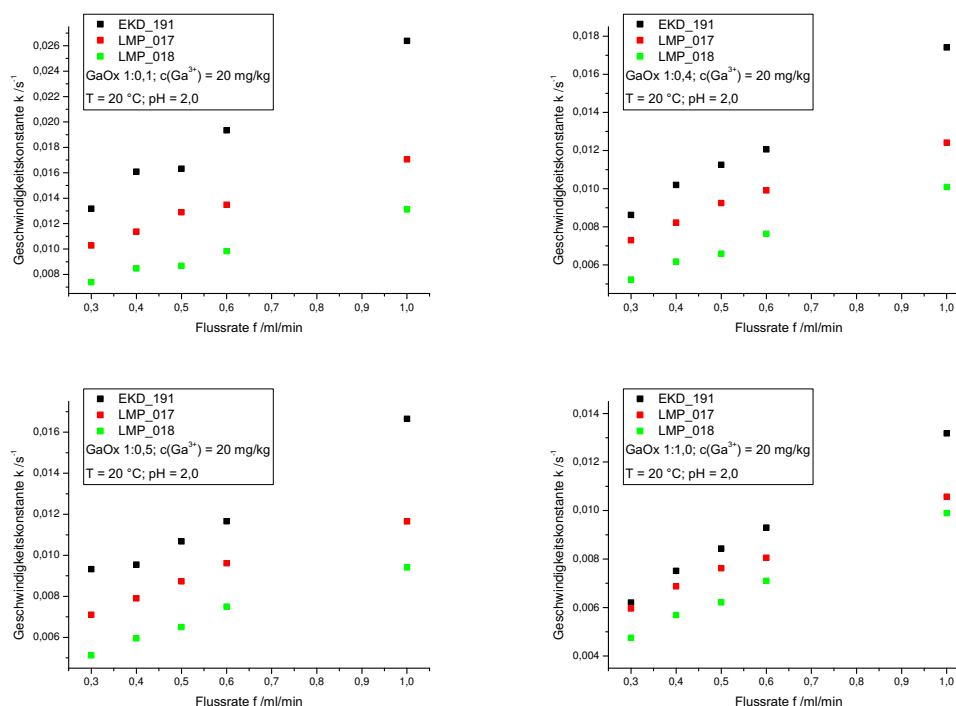 EKD_191
LMP_017
LMP_018
GaOx 1:0,1; c(Ga³⁺) = 20 mg/kg
T = 20 °C; pH = 2,0
Geschwindigkeitskonstante k /s⁻¹
0,026
0,024
0,022
0,020
0,018
0,016
0,014
0,012
0,010
0,008
0,3 0,4 0,5 0,6 0,7 0,8 0,9 1,0
Flussrate f /ml/min
EKD_191
LMP_017
LMP_018
GaOx 1:0,4; c(Ga³⁺) = 20 mg/kg
T = 20 °C; pH = 2,0
Geschwindigkeitskonstante k /s⁻¹
0,018
0,016
0,014
0,012
0,010
0,008
0,006
0,3 0,4 0,5 0,6 0,7 0,8 0,9 1,0
Flussrate f /ml/min
EKD_191
LMP_017
LMP_018
GaOx 1:0,5; c(Ga³⁺) = 20 mg/kg
T = 20 °C; pH = 2,0
Geschwindigkeitskonstante k /s⁻¹
0,016
0,014
0,012
0,010
0,008
0,006
0,3 0,4 0,5 0,6 0,7 0,8 0,9 1,0
Flussrate f /ml/min
EKD_191
LMP_017
LMP_018
GaOx 1:1,0; c(Ga³⁺) = 20 mg/kg
T = 20 °C; pH = 2,0
Geschwindigkeitskonstante k /s⁻¹
0,014
0,012
0,010
0,008
0,006
0,004
0,3 0,4 0,5 0,6 0,7 0,8 0,9 1,0
Flussrate f /ml/min